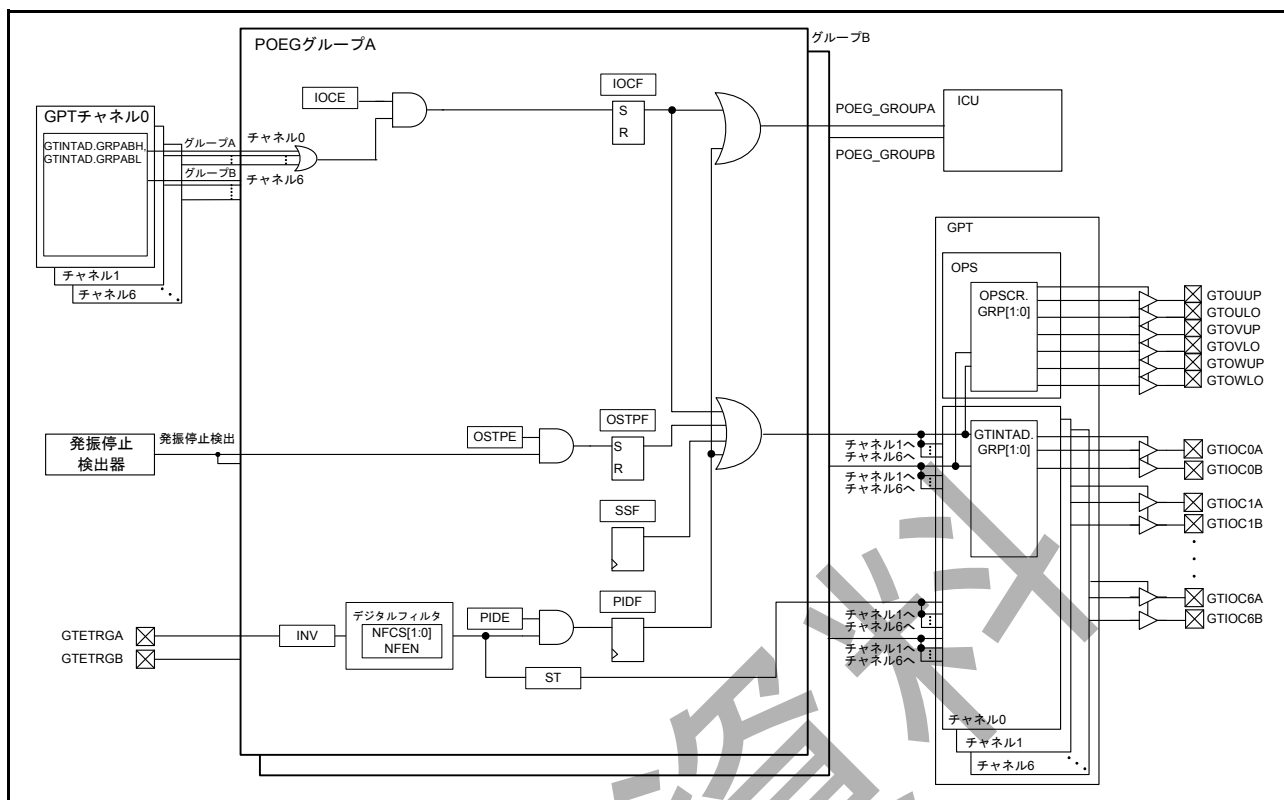 POEGグループA
グループB
IOCE
IOCF
S
R
POEG_GROUPA
POEG_GROUPB
ICU
GPTチャネル0
GTINTAD.GRPABH,
GTINTAD.GRPABL
グループA
チャネル0
グループB
チャネル6
チャネル1
チャネル6
GPT
OPS
OPSCR.
GRP[1:0]
GTOUUP
GTOULO
GTOVUP
GTOVLO
GTOWUP
GTOWLO
発振停止
検出器
発振停止検出
OSTPE
OSTPF
S
R
SSF
チャネル1へ
チャネル6へ
チャネル1へ
チャネル6へ
GTINTAD.
GRP[1:0]
GTIOC0A
GTIOC0B
GTIOC1A
GTIOC1B
GTIOC6A
GTIOC6B
GTETRGA
GTETRGB
INV
デジタルフィルタ
NFCS[1:0]
NFEN
PIDE
PIDF
ST
チャネル1へ
チャネル6へ
チャネル1へ
チャネル6へ
チャネル0
チャネル1
チャネル6
資料